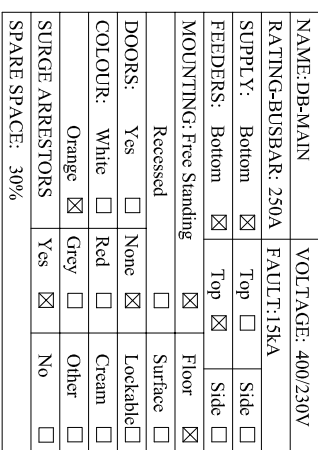 NAME:DB-MAIN VOLTAGE: 400/230V
RATING-BUSBAR: 250A FAULT:15kA
SUPPLY: Bottom ☒ Top ☐ Side ☐
FEEDERS: Bottom ☒ Top ☒ Side ☐
MOUNTING: Free Standing ☒ Floor ☒
Recessed ☐ Surface ☐
DOORS: Yes ☐ None ☒ Lockable ☐
COLOUR: White ☐ Red ☐ Cream ☐
Orange ☒ Grey ☐ Other ☐
SURGE ARRESTORS Yes ☒ No ☐
SPARE SPACE: 30%